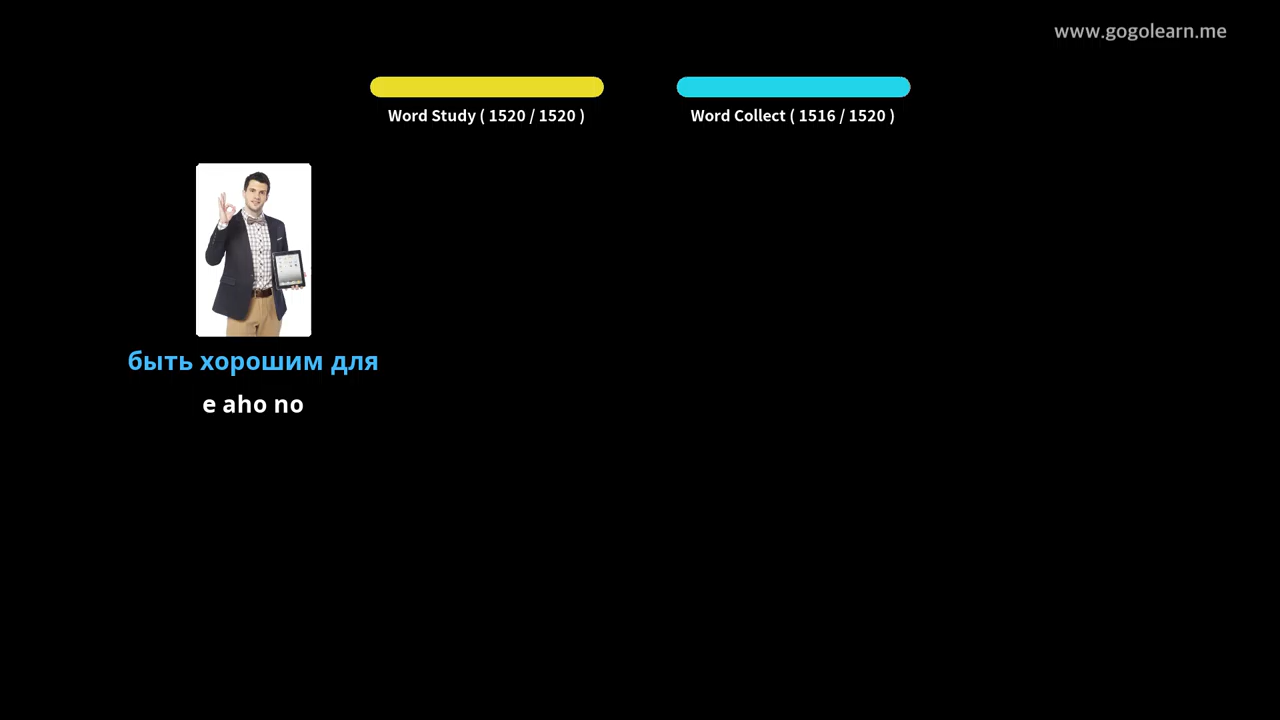 www.gogolearn.me
Word Study ( 1520 / 1520 )
Word Collect ( 1516 / 1520 )
быть хорошим для
e aho no